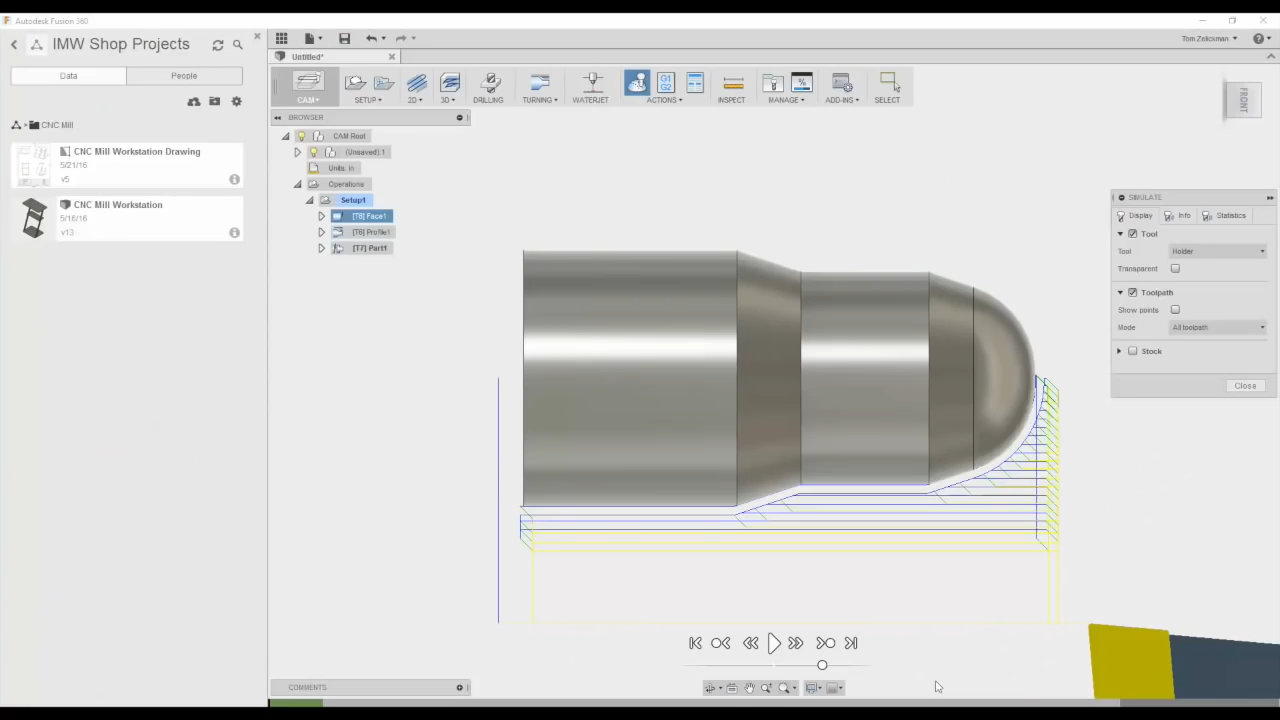 Autodesk Fusion 360
IMW Shop Projects
Data
People
CNC Mill
CNC Mill Workstation Drawing
5/21/16
v5
CNC Mill Workstation
5/16/16
v13
Untitled*
Tom Zelickman
CAM
SETUP
2D
3D
DRILLING
TURNING
WATERJET
G1
G2
ACTIONS
INSPECT
%
MANAGE
ADD-INS
SELECT
BROWSER
CAM Root
(Unsaved) 1
Units: in
Operations
Setup1
[T8] Face1
[T6] Profile1
[T7] Part1
FRONT
SIMULATE
Display
Info
Statistics
Tool
Tool
Holder
Transparent
Toolpath
Show points
Mode
All toolpath
Stock
Close
COMMENTS